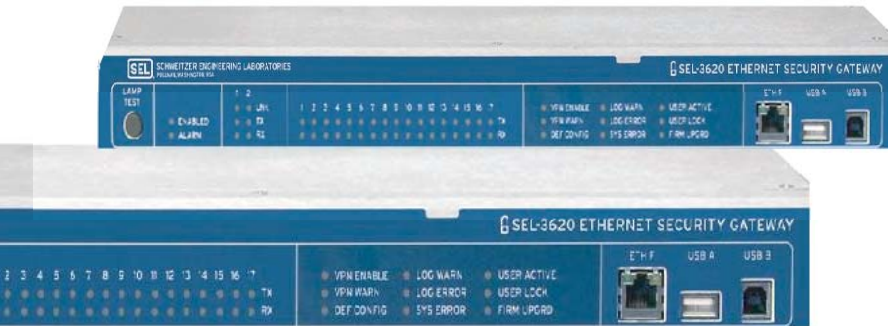 SEL SCHWEITZER ENGINEERING LABORATORIES
PULLMAN, WASHINGTON USA
SEL-3620 ETHERNET SECURITY GATEWAY
LAMP TEST
ENABLED
ALARM
1 2
LINK
TX
RX
1 2 3 4 5 6 7 8 9 10 11 12 13 14 15 16 17
TX
RX
VPN ENABLE LOG WARN USER ACTIVE
VPN WARN LOG ERROR USER LOCK
DEF CONFIG SYS ERROR FIRM UPGRD
ETH F USB A USB B
SEL-3620 ETHERNET SECURITY GATEWAY
2 3 4 5 6 7 8 9 10 11 12 13 14 15 16 17
TX
RX
VPN ENABLE LOG WARN USER ACTIVE
VPN WARN LOG ERROR USER LOCK
DEF CONFIG SYS ERROR FIRM UPGRD
ETH F USB A USB B